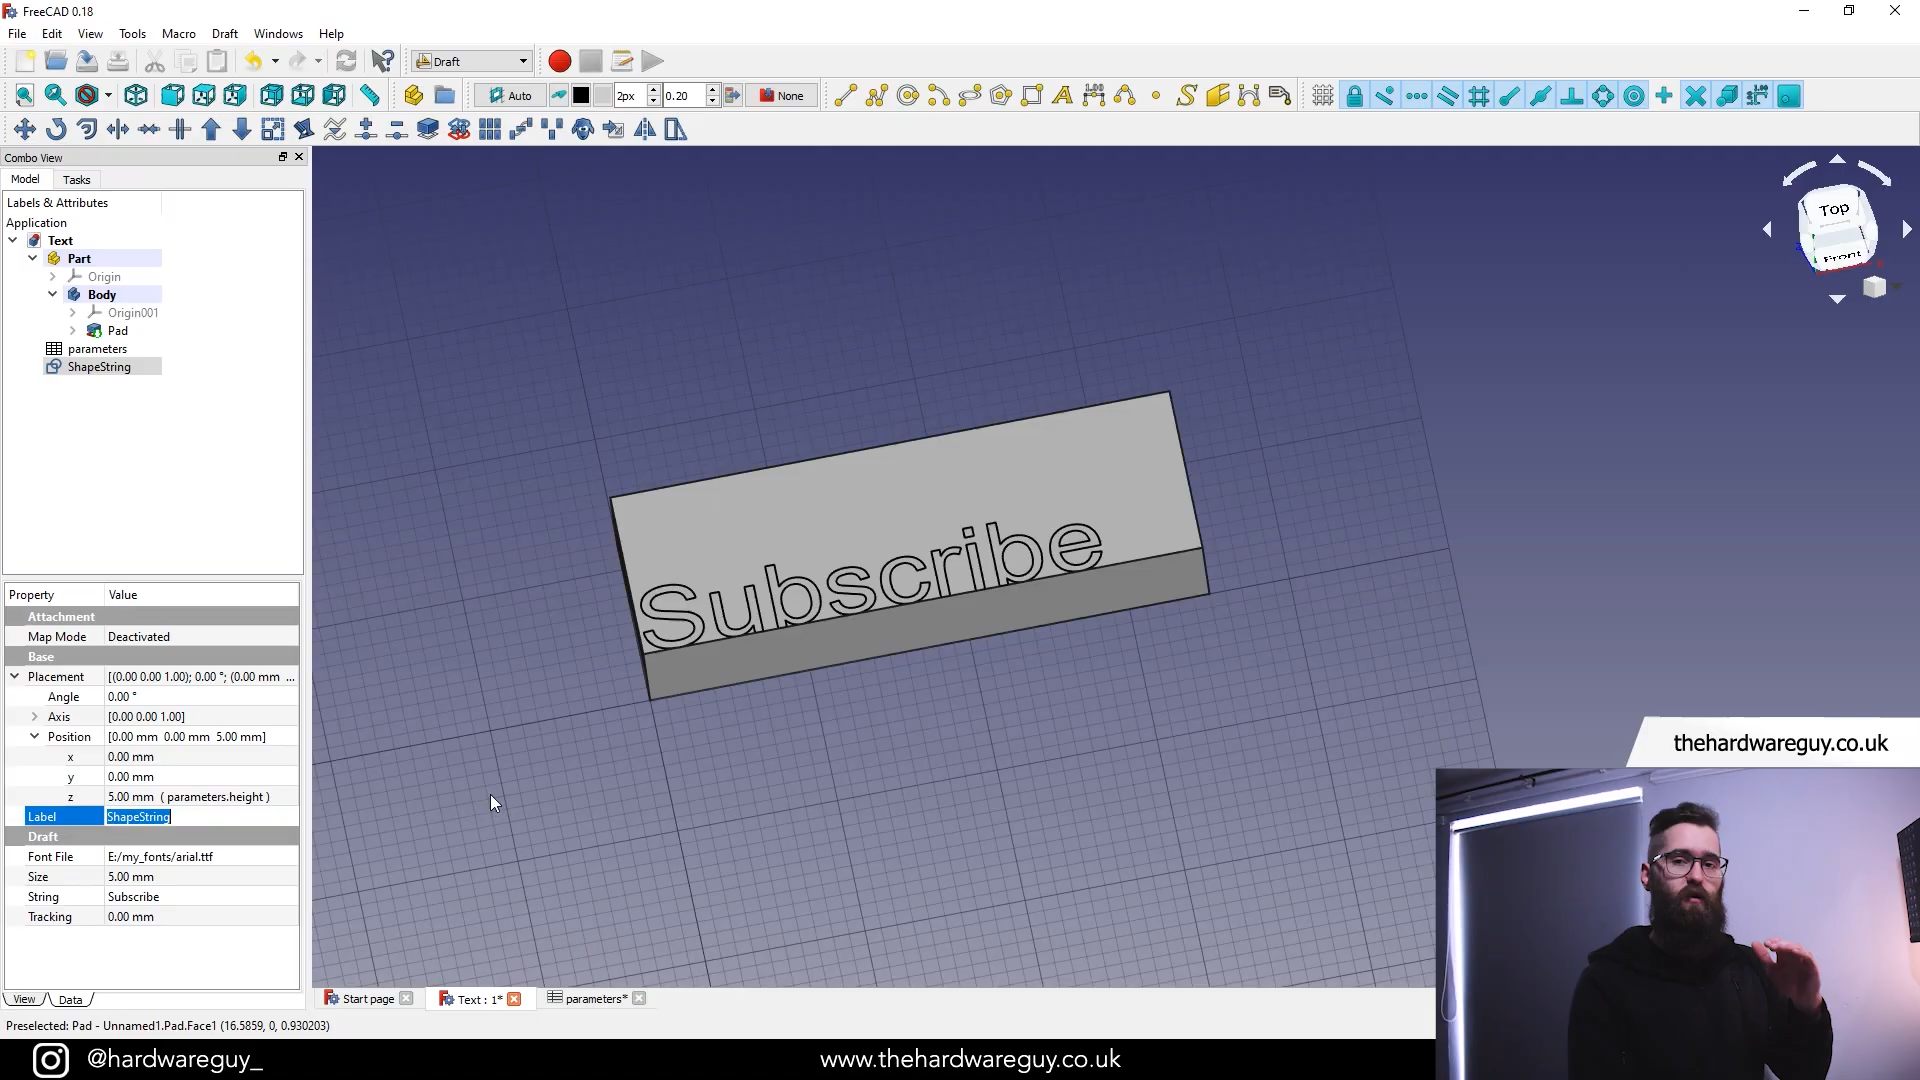 FreeCAD 0.18
File Edit View Tools Macro Draft Windows Help
Draft
Auto 2px 0.20 None
Combo View
Model Tasks
Labels & Attributes
Application
Text
Part
Origin
Body
Origin001
Pad
parameters
ShapeString
Top
Front
Subscribe
Property Value
Attachment
Map Mode Deactivated
Base
Placement [(0.00 0.00 1.00); 0.00 °; (0.00 mm ...
Angle 0.00 °
Axis [0.00 0.00 1.00]
Position [0.00 mm 0.00 mm 5.00 mm]
x 0.00 mm
y 0.00 mm
z 5.00 mm ( parameters.height )
Label ShapeString
Draft
Font File E:/my_fonts/arial.ttf
Size 5.00 mm
String Subscribe
Tracking 0.00 mm
View Data
Start page Text : 1* parameters*
Preselected: Pad - Unnamed1.Pad.Face1 (16.5859, 0, 0.930203)
thehardwareguy.co.uk
@hardwareguy_ www.thehardwareguy.co.uk